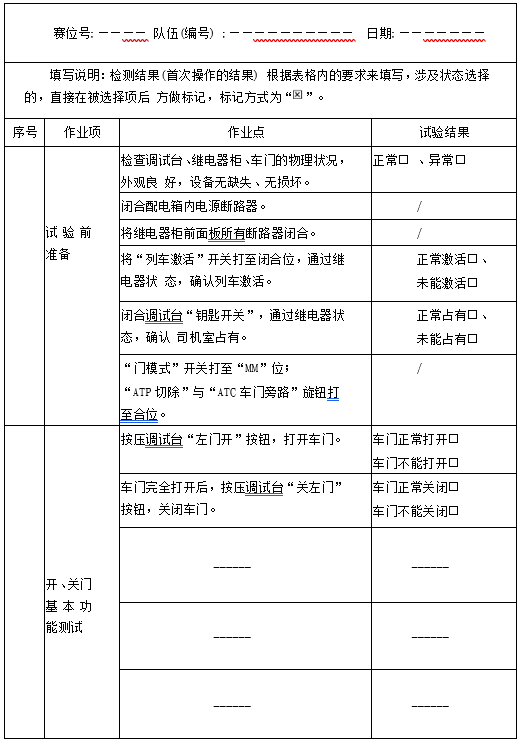 赛位号: ———— 队伍(编号) : —————————— 日期: ———————
填写说明: 检测结果(首次操作的结果) 根据表格内的要求来填写, 涉及状态选择
的, 直接在被选择项后 方做标记, 标记方式为“☒”。
序号 作业项 作业点 试验结果
试 验 前
准备
检查调试台、继电器柜、车门的物理状况,
外观良 好, 设备无缺失、无损坏。
正常□ 、异常□
闭合配电箱内电源断路器。 /
将继电器柜前面板所有断路器闭合。 /
将“列车激活”开关打至闭合位, 通过继
电器状 态, 确认列车激活。
正常激活□、
未能激活□
闭合调试台“钥匙开关”, 通过继电器状
态, 确认 司机室占有。
正常占有□、
未能占有□
“门模式”开关打至“MM”位;
“ATP 切除”与“ATC 车门旁路”旋钮打
至合位。
/
开、关门
基 本 功
能测试
按压调试台“左门开”按钮, 打开车门。
车门正常打开□
车门不能打开□
车门完全打开后, 按压调试台“关左门”
按钮, 关闭车门。
车门正常关闭□
车门不能关闭□
______ ______
______ ______
______ ______